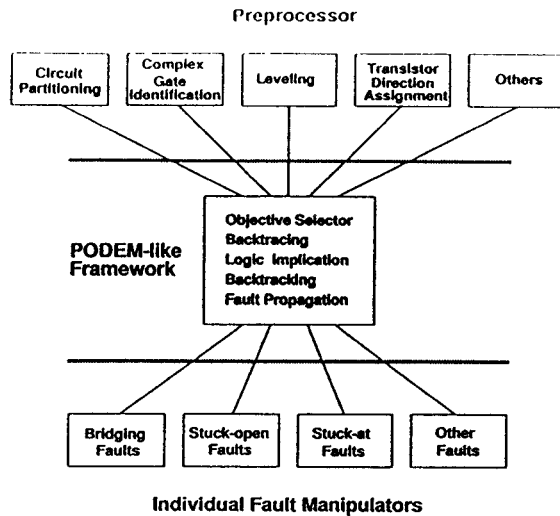 Preprocessor
Circuit
Partitioning
Complex
Gate
Identification
Leveling
Transistor
Direction
Assignment
Others
PODEM-like
Framework
Objective Selector
Backtracing
Logic Implication
Backtracking
Fault Propagation
Bridging
Faults
Stuck-open
Faults
Stuck-at
Faults
Other
Faults
Individual Fault Manipulators